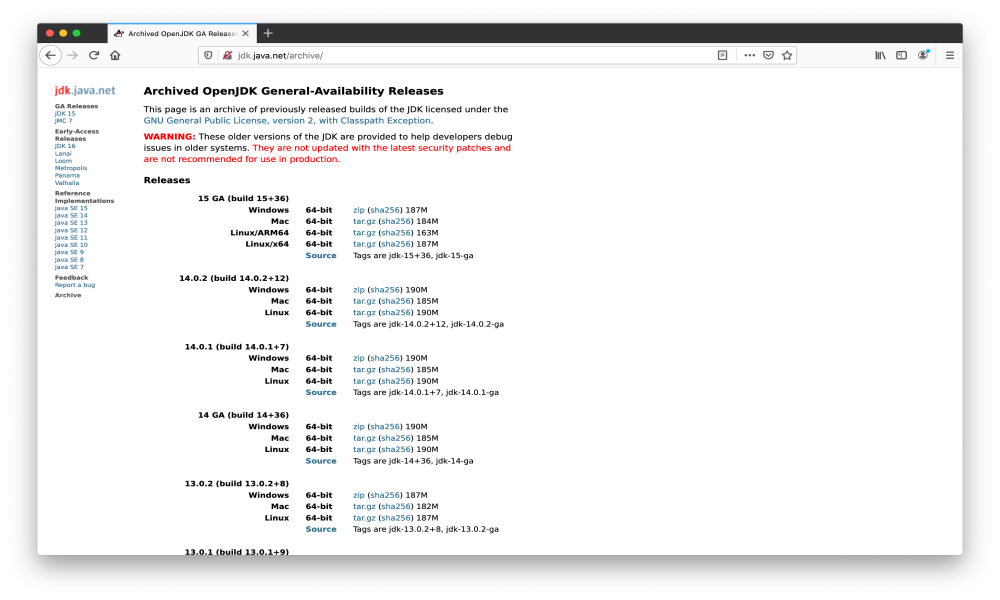 Archived OpenJDK GA Release
jdk.java.net/archive/
jdk.java.net
GA Releases
JDK 15
JMC 7
Early-Access
Releases
JDK 16
Lanai
Loom
Metropolis
Panama
Valhalla
Reference
Implementations
Java SE 15
Java SE 14
Java SE 13
Java SE 12
Java SE 11
Java SE 10
Java SE 9
Java SE 8
Java SE 7
Feedback
Report a bug
Archive
Archived OpenJDK General-Availability Releases
This page is an archive of previously released builds of the JDK licensed under the
GNU General Public License, version 2, with Classpath Exception.
WARNING: These older versions of the JDK are provided to help developers debug
issues in older systems. They are not updated with the latest security patches and
are not recommended for use in production.
Releases
15 GA (build 15+36)
Windows 64-bit zip (sha256) 187M
Mac 64-bit tar.gz (sha256) 184M
Linux/ARM64 64-bit tar.gz (sha256) 163M
Linux/x64 64-bit tar.gz (sha256) 187M
Source Tags are jdk-15+36, jdk-15-ga
14.0.2 (build 14.0.2+12)
Windows 64-bit zip (sha256) 190M
Mac 64-bit tar.gz (sha256) 185M
Linux 64-bit tar.gz (sha256) 190M
Source Tags are jdk-14.0.2+12, jdk-14.0.2-ga
14.0.1 (build 14.0.1+7)
Windows 64-bit zip (sha256) 190M
Mac 64-bit tar.gz (sha256) 185M
Linux 64-bit tar.gz (sha256) 190M
Source Tags are jdk-14.0.1+7, jdk-14.0.1-ga
14 GA (build 14+36)
Windows 64-bit zip (sha256) 190M
Mac 64-bit tar.gz (sha256) 185M
Linux 64-bit tar.gz (sha256) 190M
Source Tags are jdk-14+36, jdk-14-ga
13.0.2 (build 13.0.2+8)
Windows 64-bit zip (sha256) 187M
Mac 64-bit tar.gz (sha256) 182M
Linux 64-bit tar.gz (sha256) 187M
Source Tags are jdk-13.0.2+8, jdk-13.0.2-ga
13.0.1 (build 13.0.1+9)